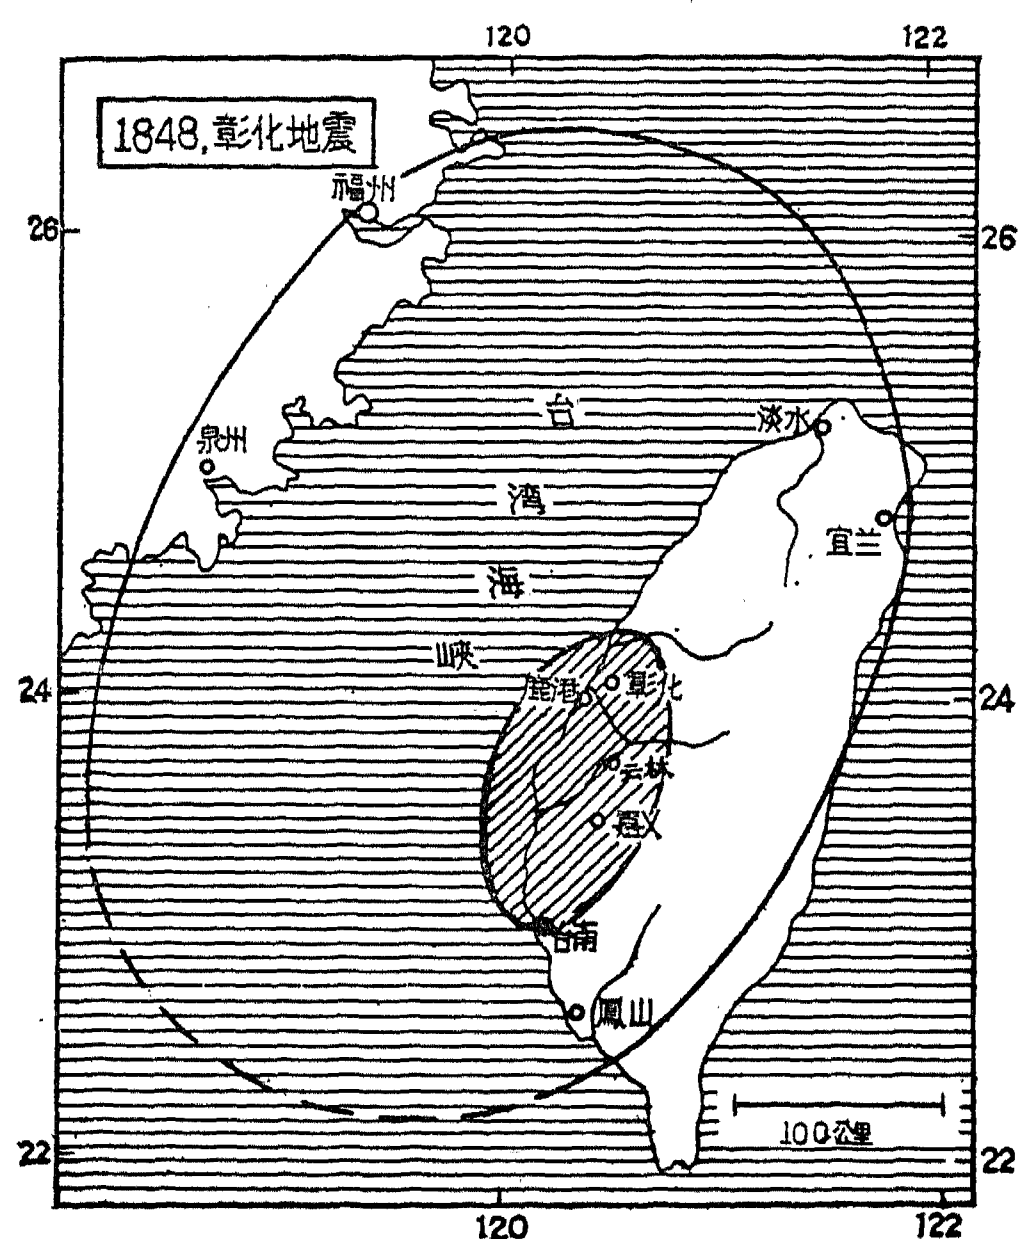 120 122
1848,彰化地震
福州
26 26
台
淡水
泉州
湾
宜兰
海
峡
24 24
鹿港 彰化
云林
嘉义
台南
鳳山
100公里
22 22
120 122